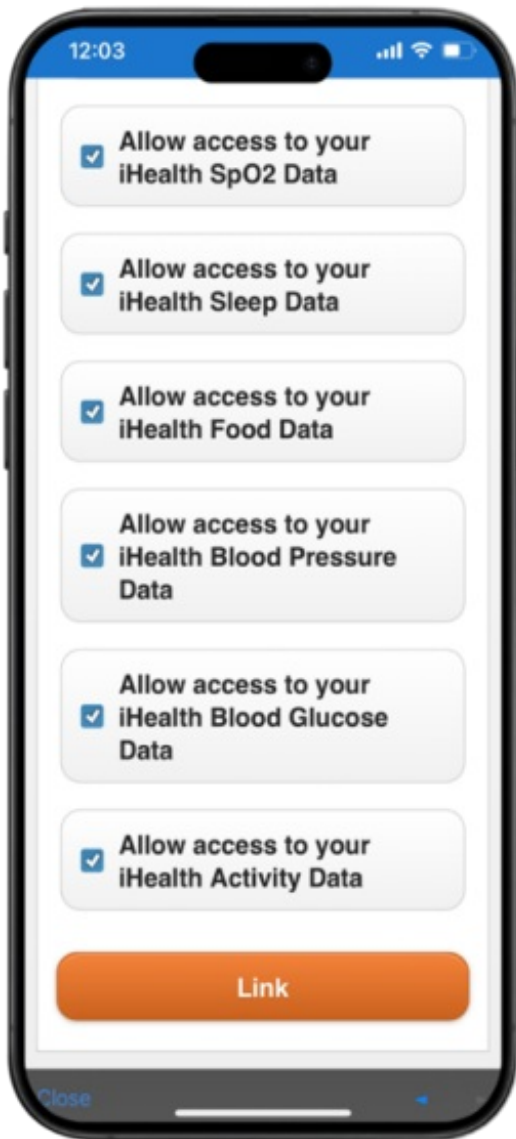 12:03
Allow access to your
iHealth SpO2 Data
Allow access to your
iHealth Sleep Data
Allow access to your
iHealth Food Data
Allow access to your
iHealth Blood Pressure
Data
Allow access to your
iHealth Blood Glucose
Data
Allow access to your
iHealth Activity Data
Link
Close